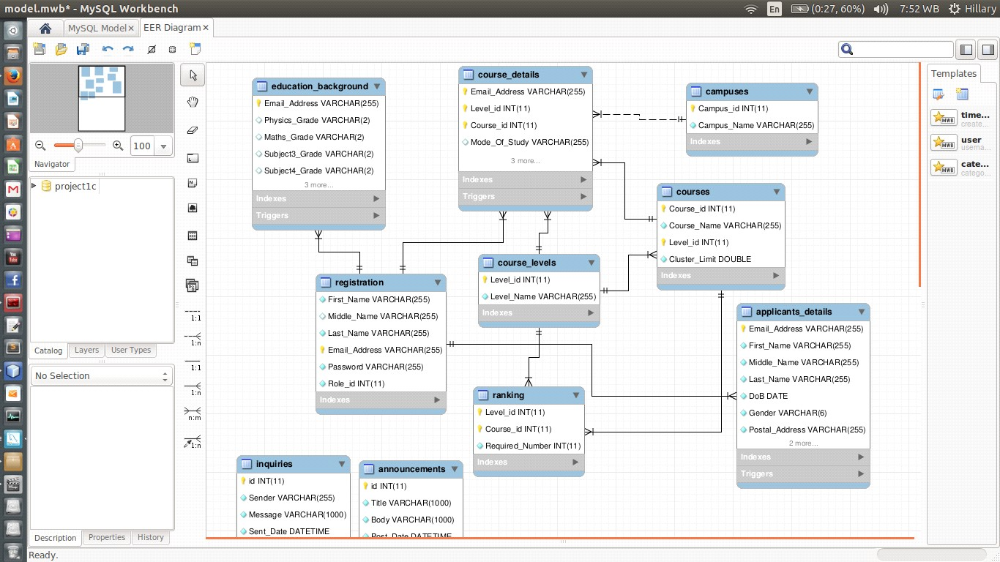 model.mwb* - MySQL Workbench
En
(0:27, 60%)
7:52 WB
Hillary
MySQL Model×
EER Diagram×
100
Navigator
project1c
Catalog
Layers
User Types
No Selection
Description
Properties
History
Ready.
1:1
1:n
1:1
1:n
n:m
1:n
education_background
Email_Address VARCHAR(255)
Physics_Grade VARCHAR(2)
Maths_Grade VARCHAR(2)
Subject3_Grade VARCHAR(2)
Subject4_Grade VARCHAR(2)
3 more...
Indexes
Triggers
course_details
Email_Address VARCHAR(255)
Level_id INT(11)
Course_id INT(11)
Mode_Of_Study VARCHAR(255)
3 more...
Indexes
Triggers
campuses
Campus_id INT(11)
Campus_Name VARCHAR(255)
Indexes
courses
Course_id INT(11)
Course_Name VARCHAR(255)
Level_id INT(11)
Cluster_Limit DOUBLE
Indexes
registration
First_Name VARCHAR(255)
Middle_Name VARCHAR(255)
Last_Name VARCHAR(255)
Email_Address VARCHAR(255)
Password VARCHAR(255)
Role_id INT(11)
Indexes
course_levels
Level_id INT(11)
Level_Name VARCHAR(255)
Indexes
applicants_details
Email_Address VARCHAR(255)
First_Name VARCHAR(255)
Middle_Name VARCHAR(255)
Last_Name VARCHAR(255)
DoB DATE
Gender VARCHAR(6)
Postal_Address VARCHAR(255)
2 more...
Indexes
Triggers
ranking
Level_id INT(11)
Course_id INT(11)
Required_Number INT(11)
Indexes
inquiries
id INT(11)
Sender VARCHAR(255)
Message VARCHAR(1000)
Sent_Date DATETIME
announcements
id INT(11)
Title VARCHAR(1000)
Body VARCHAR(1000)
Post_Date DATETIME
Templates
time...
create...
user
userna...
cate...
catego...